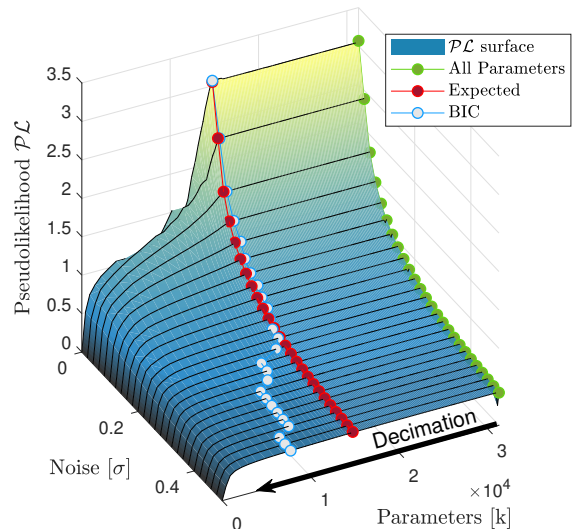 𝒫ℒ surface
All Parameters
Expected
BIC
3.5
3
2.5
2
1.5
1
0.5
0
Pseudolikelihood 𝒫ℒ
0
0.2
0.4
Noise [σ]
Decimation
0
1
2
3
×10⁴
Parameters [k]